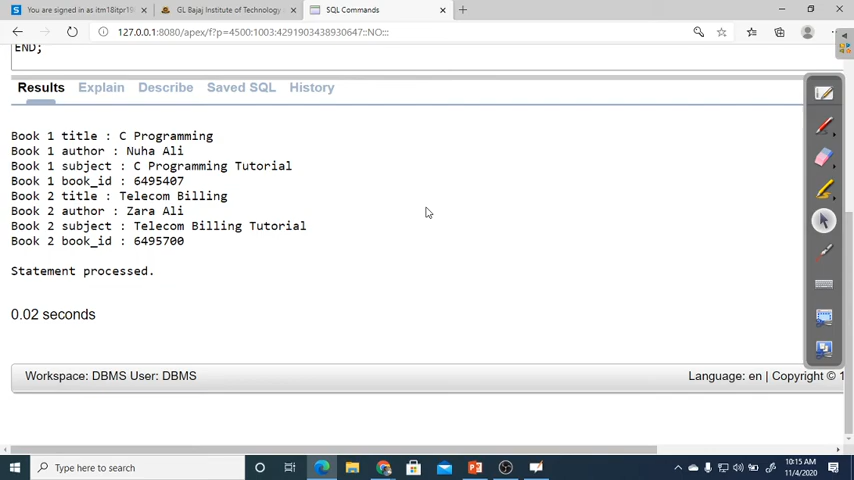 You are signed in as itm18itpr19
GL Bajaj Institute of Technology
SQL Commands
127.0.0.1:8080/apex/f?p=4500:1003:4291903438930647::NO:::
END;
Results Explain Describe Saved SQL History
Book 1 title : C Programming
Book 1 author : Nuha Ali
Book 1 subject : C Programming Tutorial
Book 1 book_id : 6495407
Book 2 title : Telecom Billing
Book 2 author : Zara Ali
Book 2 subject : Telecom Billing Tutorial
Book 2 book_id : 6495700
Statement processed.
0.02 seconds
Workspace: DBMS User: DBMS
Language: en | Copyright © 1
Type here to search
10:15 AM
11/4/2020